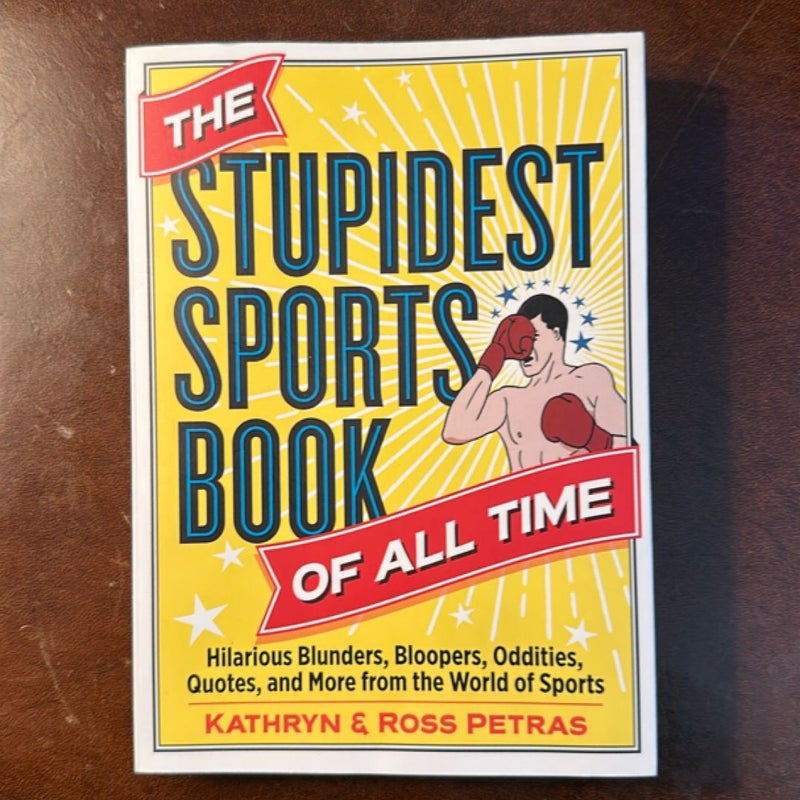 THE
STUPIDEST
SPORTS
BOOK
OF ALL TIME
Hilarious Blunders, Bloopers, Oddities,
Quotes, and More from the World of Sports
KATHRYN & ROSS PETRAS